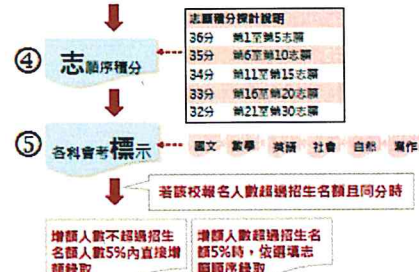 志願積分採計說明
36分 第1至第5志願
35分 第6至第10志願
34分 第11至第15志願
33分 第16至第20志願
32分 第21至第30志願
④ 志願序積分
⑤ 各科會考標示
國文 數學 英語 社會 自然 寫作
若該校報名人數超過招生名額且同分時
增額人數不超過招生
名額人數5%內直接增
額錄取
增額人數超過招生名
額5%時,依選填志
願順序錄取